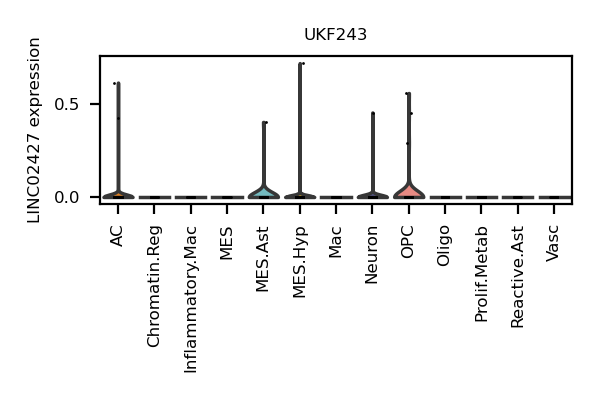 UKF243
LINC02427 expression
0.5
0.0
AC
Chromatin.Reg
Inflammatory.Mac
MES
MES.Ast
MES.Hyp
Mac
Neuron
OPC
Oligo
Prolif.Metab
Reactive.Ast
Vasc